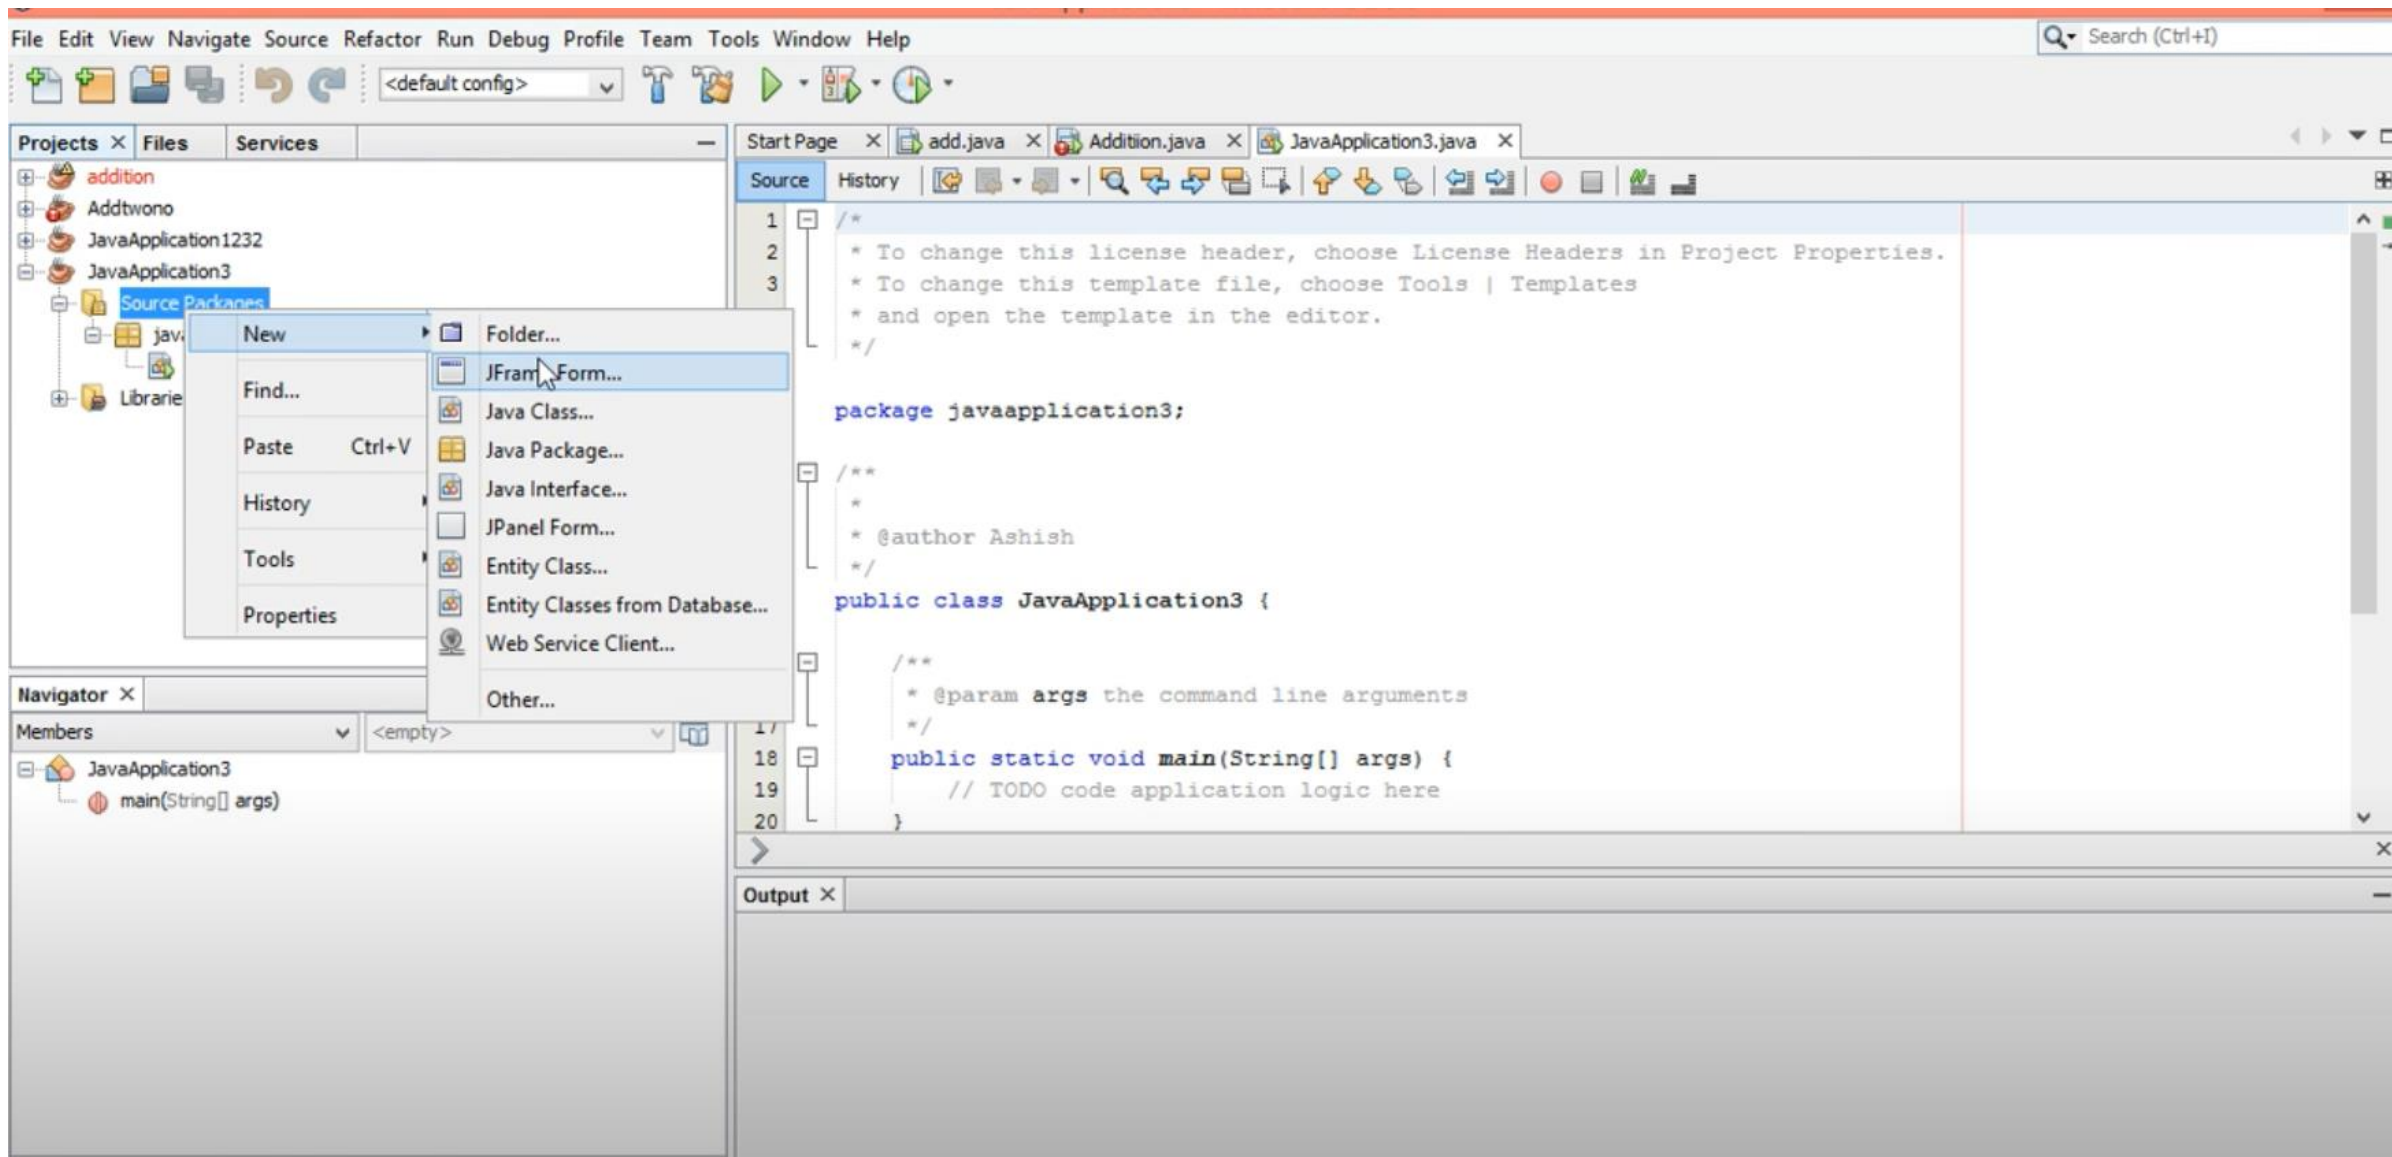 File Edit View Navigate Source Refactor Run Debug Profile Team Tools Window Help
Search (Ctrl+I)
<default config>
Projects Files Services
addition
Addtwono
JavaApplication1232
JavaApplication3
Source Packages
java
Librarie
New
Find...
Paste Ctrl+V
History
Tools
Properties
Folder...
JFram Form...
Java Class...
Java Package...
Java Interface...
JPanel Form...
Entity Class...
Entity Classes from Database...
Web Service Client...
Other...
Navigator
Members <empty>
JavaApplication3
main(String[] args)
Start Page add.java Addition.java JavaApplication3.java
Source History
1 /*
2 * To change this license header, choose License Headers in Project Properties.
3 * To change this template file, choose Tools | Templates
* and open the template in the editor.
*/
package javaapplication3;
/**
*
* @author Ashish
*/
public class JavaApplication3 {
/**
* @param args the command line arguments
17 */
18 public static void main(String[] args) {
19 // TODO code application logic here
20 }
Output